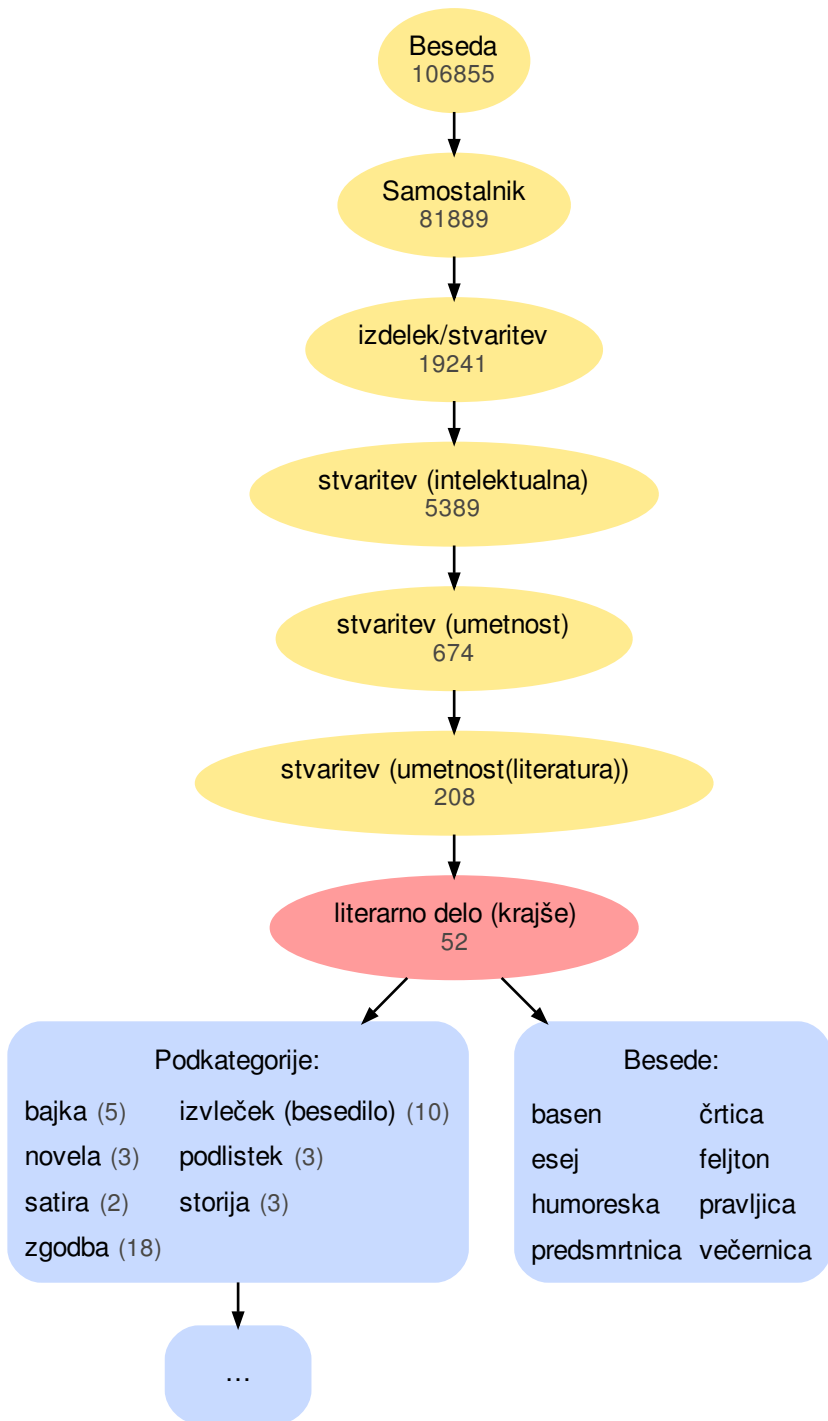 Beseda
106855
Samostalnik
81889
izdelek/stvaritev
19241
stvaritev (intelektualna)
5389
stvaritev (umetnost)
674
stvaritev (umetnost(literatura))
208
literarno delo (krajše)
52
Podkategorije:
bajka (5) izvleček (besedilo) (10)
novela (3) podlistek (3)
satira (2) storija (3)
zgodba (18)
Besede:
basen črtica
esej feljton
humoreska pravljica
predsmrtnica večernica
...